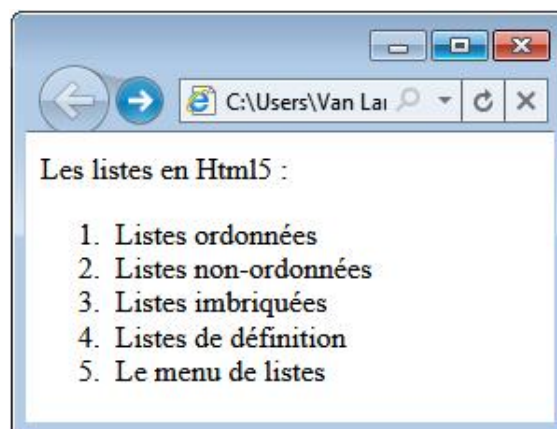 C:\Users\Van
Les listes en Html5 :
1. Listes ordonnées
2. Listes non-ordonnées
3. Listes imbriquées
4. Listes de définition
5. Le menu de listes